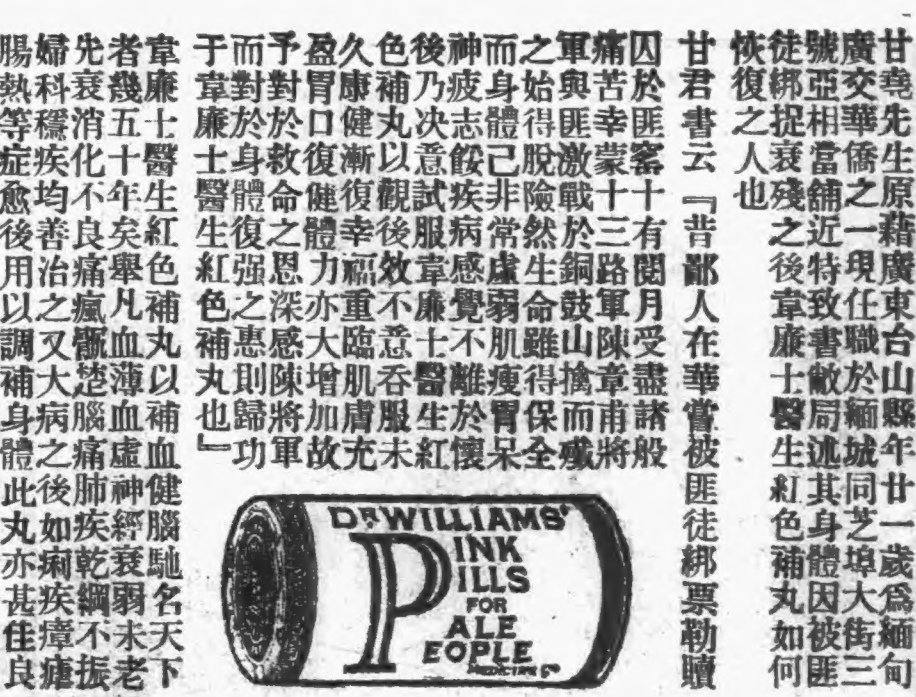 甘堯先生原藉廣東台山縣年廿一歲爲緬甸
廣交華僑之一現任職於緬城同芝埠大街三
號亞相當舖近特致書敝局述其身體因被匪
徒綁捉衰殘之後韋廉士醫生紅色補丸如何
恢復之人也
甘君書云『昔鄙人在華嘗被匪徒綁票勒贖
囚於匪窰十有閱月受盡諸般
痛苦幸蒙十三路軍陳章甫將
軍與匪激戰於銅鼓山擒而殲
之始得脫險然生命雖得保全
而身體己非常虛弱肌瘦胃呆
神疲志餒疾病感覺不離於懷
後乃决意試服韋廉士醫生紅
色補丸以觀後效不意吞服未
久康健漸復幸福重臨肌膚充
盈胃口復健體力亦大增加故
予對於救命之恩深感陳將軍
而對於身體復强之惠則歸功
于韋廉士醫生紅色補丸也』
韋廉士醫生紅色補丸以補血健腦馳名天下
者幾五十年矣舉凡血薄血虛神經衰弱未老
先衰消化不良痛瘋骽楚腦痛肺疾乾綱不振
婦科穩疾均善治之又大病之後如痢疾瘴瘧
腸熱等症愈後用以調補身體此丸亦甚佳良
DR WILLIAMS'
PINK
PILLS
FOR
PALE
PEOPLE